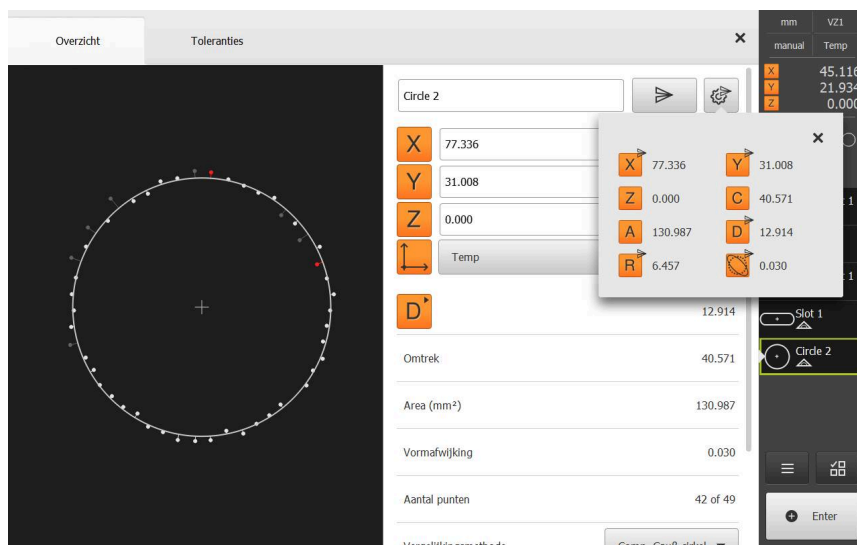 Overzicht
Toleranties
mm
VZ1
manual
Temp
X
45.116
Y
21.934
Z
0.000
Circle 2
X
77.336
Y
31.008
Z
0.000
Temp
X
77.336
Y
31.008
Z
0.000
C
40.571
A
130.987
D
12.914
R
6.457
0.030
D
12.914
Omtrek
40.571
Area (mm²)
130.987
Vormafwijking
0.030
Aantal punten
42 of 49
1
1
Slot 1
Circle 2
Enter